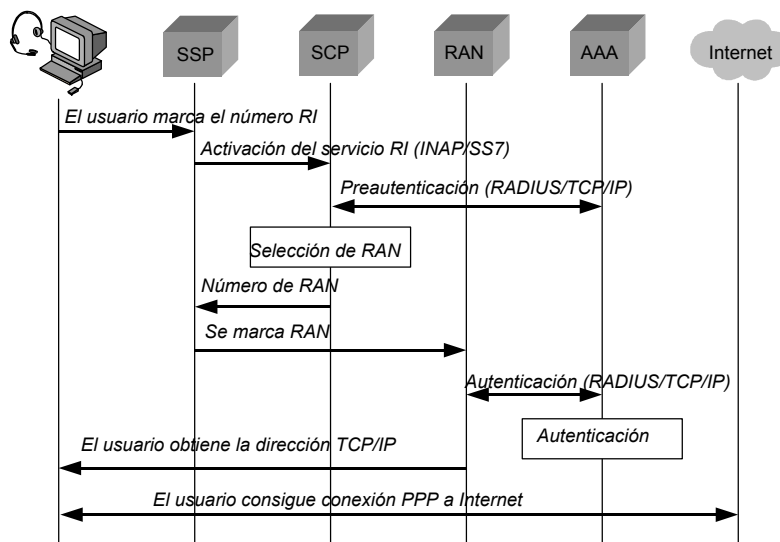 SSP
SCP
RAN
AAA
Internet
El usuario marca el número RI
Activación del servicio RI (INAP/SS7)
Preautenticación (RADIUS/TCP/IP)
Selección de RAN
Número de RAN
Se marca RAN
Autenticación (RADIUS/TCP/IP)
Autenticación
El usuario obtiene la dirección TCP/IP
El usuario consigue conexión PPP a Internet